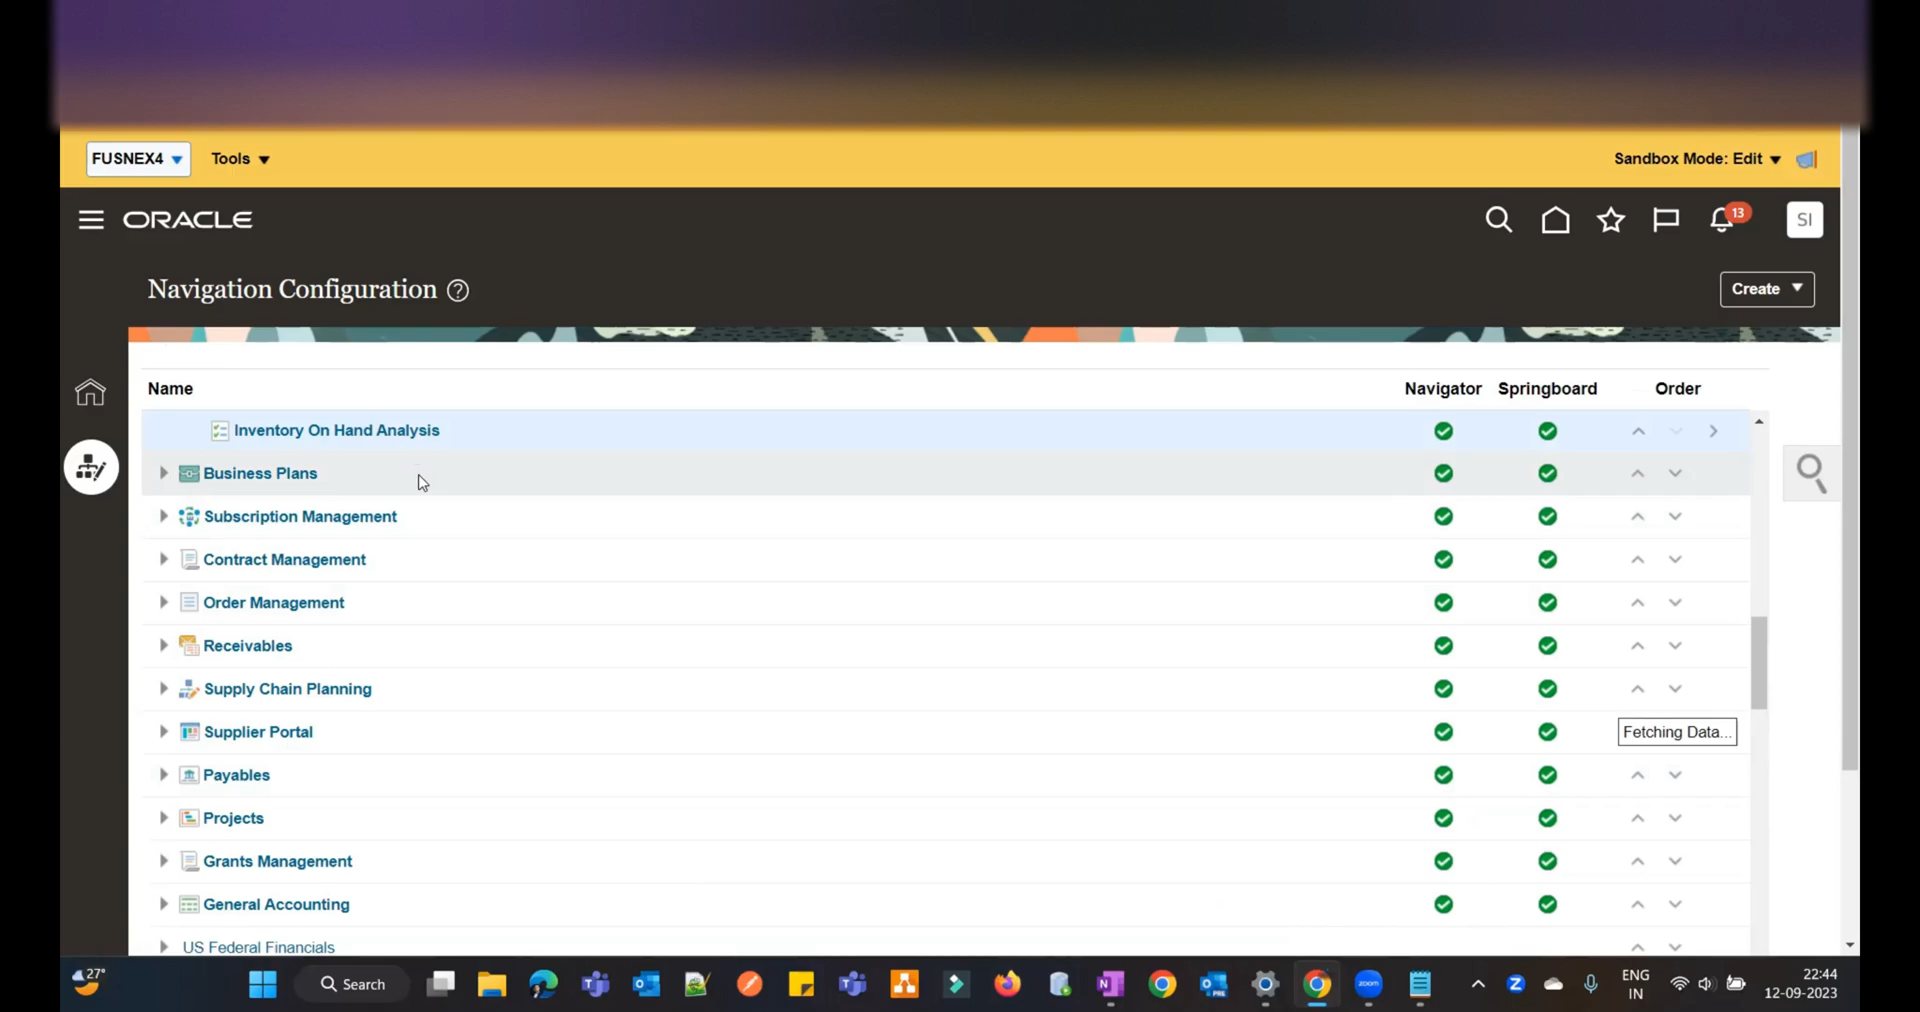 FUSNEX4
Tools
Sandbox Mode: Edit
ORACLE
13
SI
Navigation Configuration ?
Create
Name Navigator Springboard Order
Inventory On Hand Analysis
Business Plans
Subscription Management
Contract Management
Order Management
Receivables
Supply Chain Planning
Supplier Portal Fetching Data...
Payables
Projects
Grants Management
General Accounting
US Federal Financials
27°
Search
zoom
ENG
IN
22:44
12-09-2023